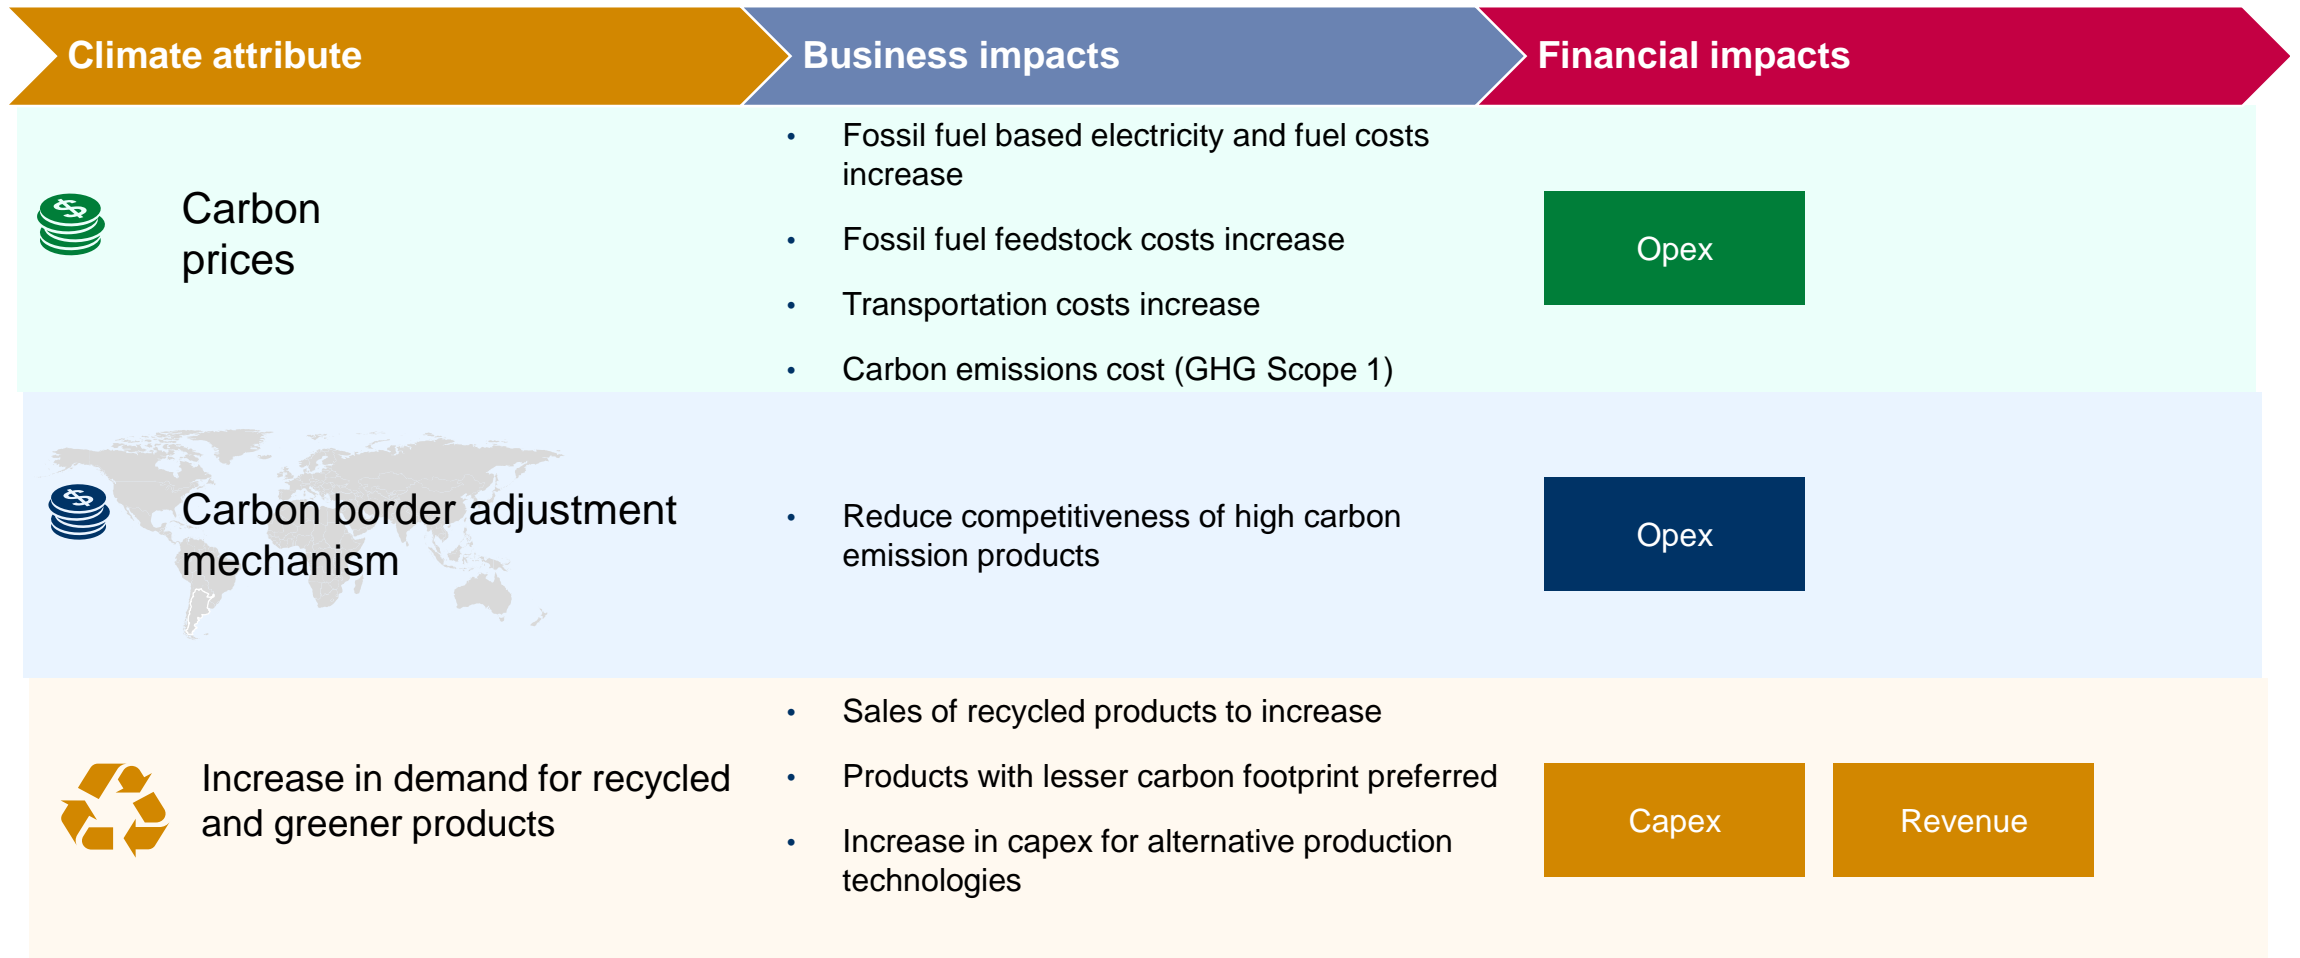 Climate attribute
Business impacts
Financial impacts
Carbon
prices
• Fossil fuel based electricity and fuel costs
increase
• Fossil fuel feedstock costs increase
• Transportation costs increase
• Carbon emissions cost (GHG Scope 1)
Opex
Carbon border adjustment
mechanism
• Reduce competitiveness of high carbon
emission products
Opex
Increase in demand for recycled
and greener products
• Sales of recycled products to increase
• Products with lesser carbon footprint preferred
• Increase in capex for alternative production
technologies
Capex
Revenue